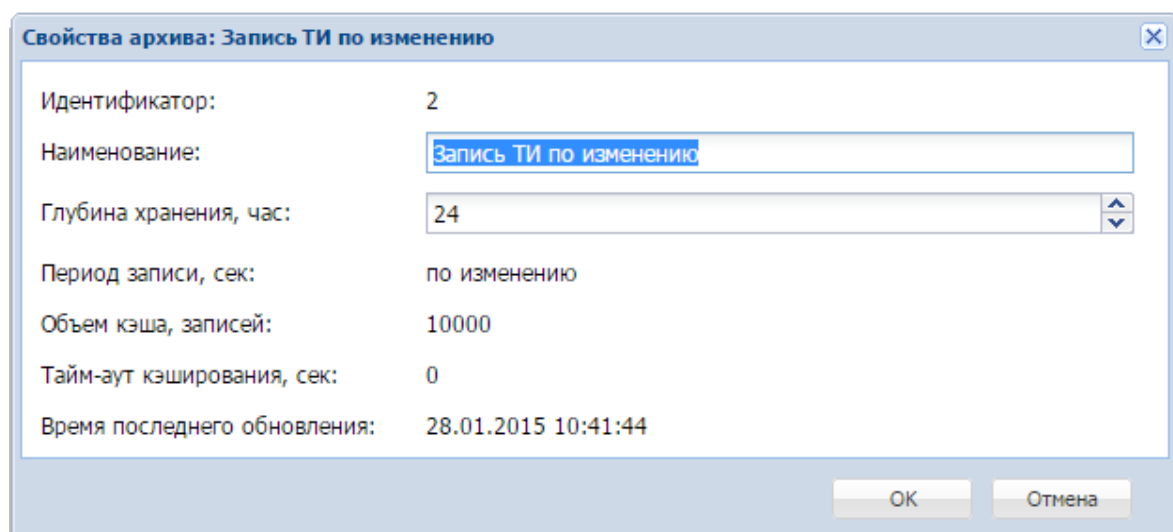 Свойства архива: Запись ТИ по изменению
Идентификатор: 2
Наименование: Запись ТИ по изменению
Глубина хранения, час: 24
Период записи, сек: по изменению
Объем кэша, записей: 10000
Тайм-аут кэширования, сек: 0
Время последнего обновления: 28.01.2015 10:41:44
OK Отмена